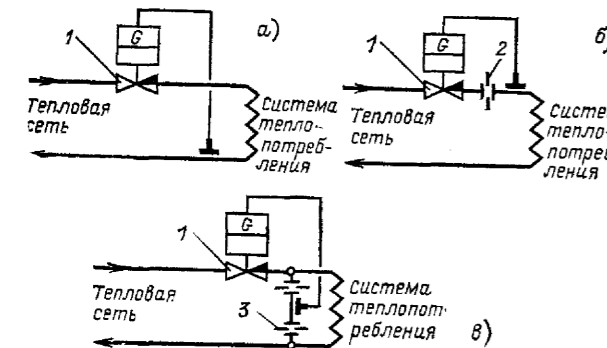 G
1
а)
Тепловая
сеть
Система
тепло-
потреб-
ления
G
1
2
б
Тепловая
сеть
Систем
тепло-
потреб
ления
G
1
Тепловая
сеть
3
Система
теплопот-
ребления
в)